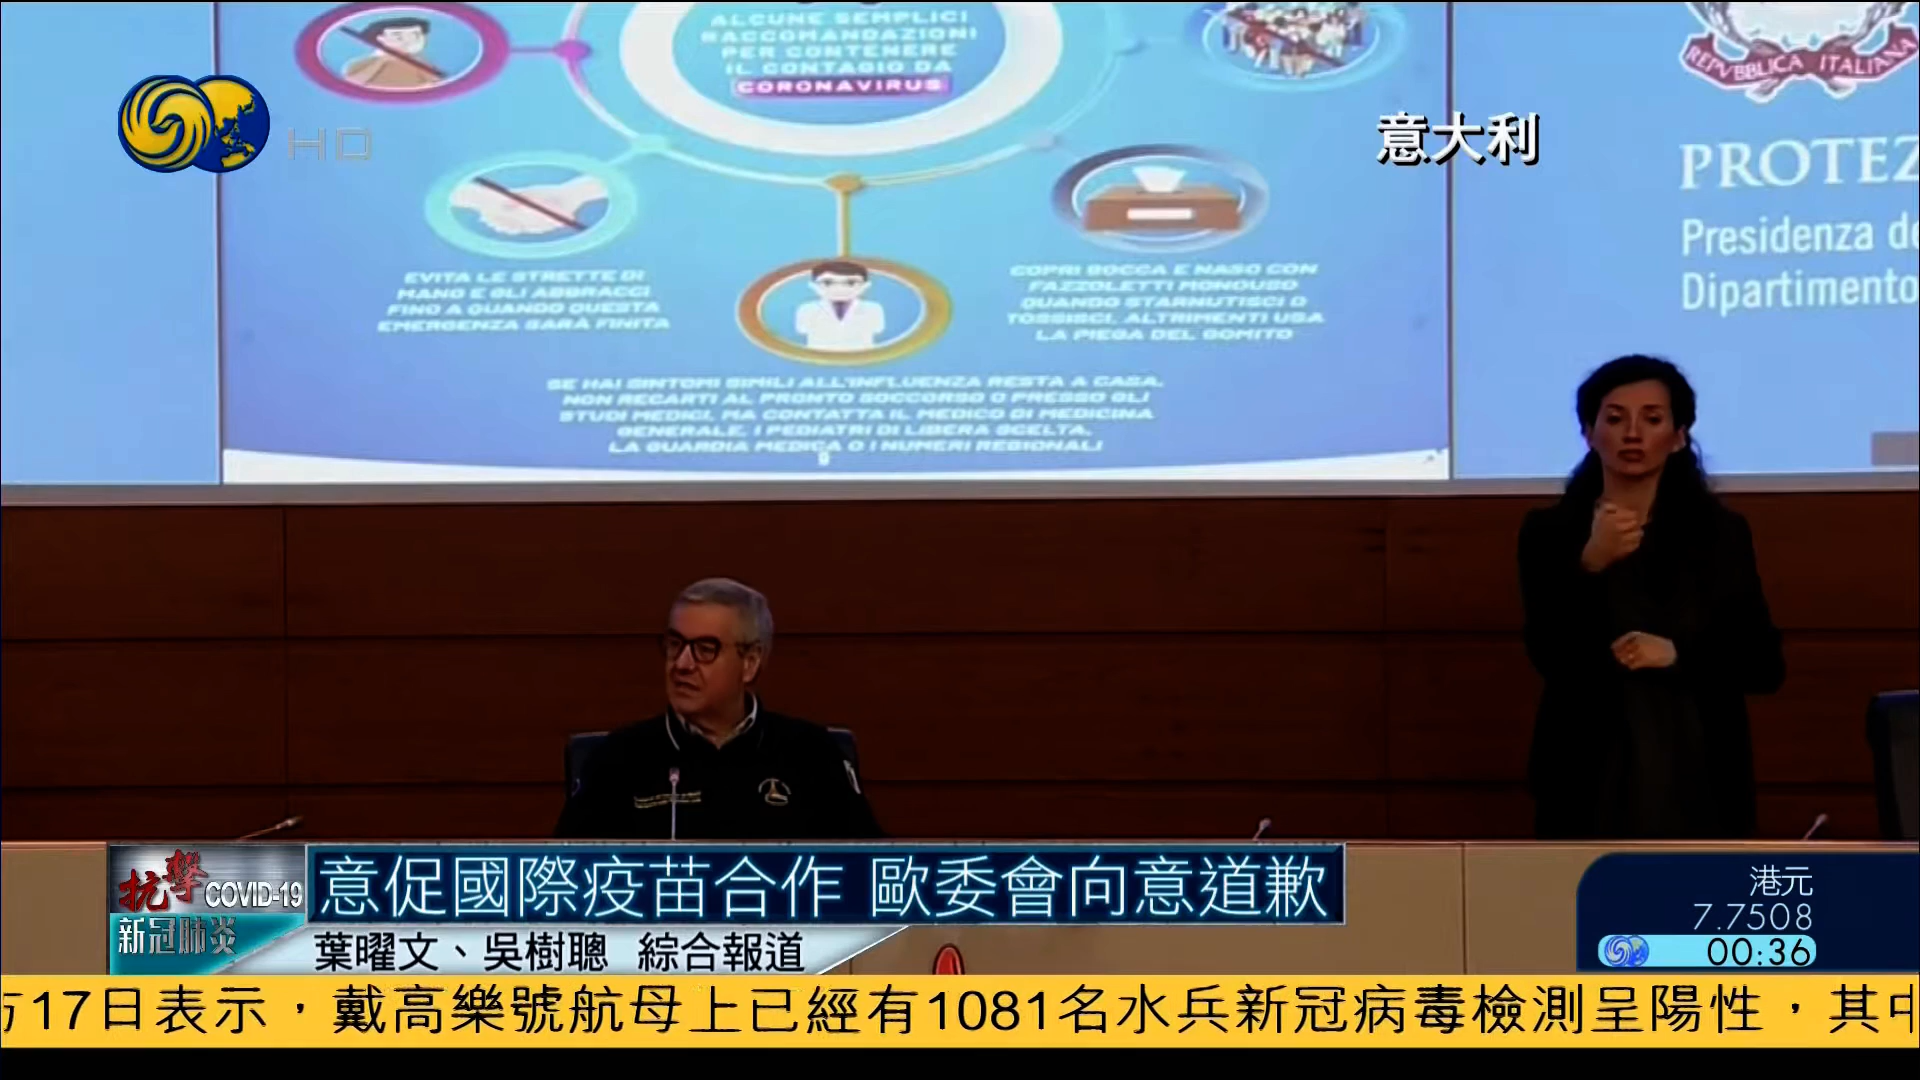 ALCUNE SEMPLICI
RACCOMANDAZIONI
PER CONTENERE
IL CONTAGIO DA
CORONAVIRUS
REPVBBLICA ITALIANA
HD
意大利
PROTEZ
Presidenza de
Dipartimento
EVITA LE STRETTE DI
MANO E GLI ABBRACCI
FINO A QUANDO QUESTA
EMERGENZA SARÀ FINITA
COPRI BOCCA E NASO CON
FAZZOLETTI MONOUSO
QUANDO STARNUTISCI O
TOSSISCI. ALTRIMENTI USA
LA PIEGA DEL GOMITO
SE HAI SINTOMI SIMILI ALL'INFLUENZA RESTA A CASA.
NON RECARTI AL PRONTO SOCCORSO O PRESSO GLI
STUDI MEDICI, MA CONTATTA IL MEDICO DI MEDICINA
GENERALE, I PEDIATRI DI LIBERA SCELTA,
LA GUARDIA MEDICA O I NUMERI REGIONALI
抗擊 COVID-19
新冠肺炎
意促國際疫苗合作 歐委會向意道歉
葉曜文、吳樹聰 綜合報道
港元
7.7508
00:36
方17日表示，戴高樂號航母上已經有1081名水兵新冠病毒檢測呈陽性，其中